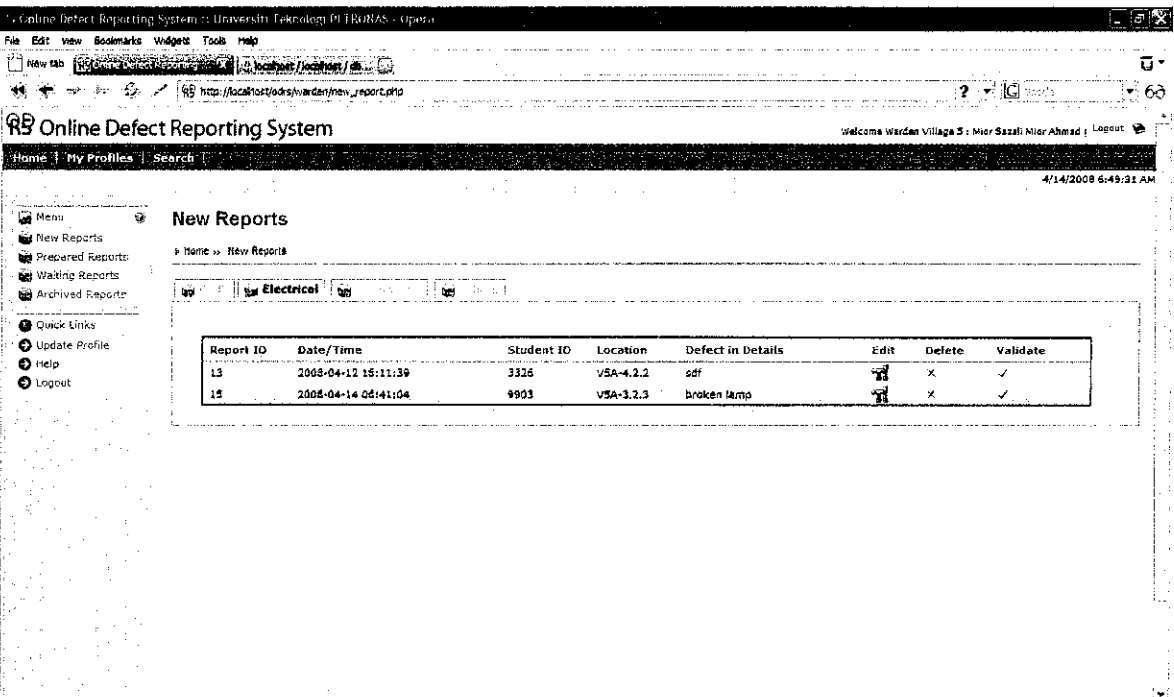 Online Defect Reporting System :: Universiti Teknologi PETRONAS - Opera
File Edit View Bookmarks Widgets Tools Help
New tab Online Defect Reporting localhost / localhost / d...
http://localhost/odrs/warden/new_report.php
Online Defect Reporting System
Welcome Warden Village 5 : Mior Sazali Mior Ahmad | Logout
Home | My Profiles | Search |
4/14/2008 6:49:31 AM
Menu
New Reports
Prepared Reports
Waiting Reports
Archived Reports
Quick Links
Update Profile
Help
Logout
New Reports
Home » New Reports
Electrical
Report ID Date/Time Student ID Location Defect in Details Edit Delete Validate
13 2008-04-12 15:11:39 3326 V5A-4.2.2 sdf
15 2008-04-14 06:41:04 9903 V5A-3.2.3 broken lamp